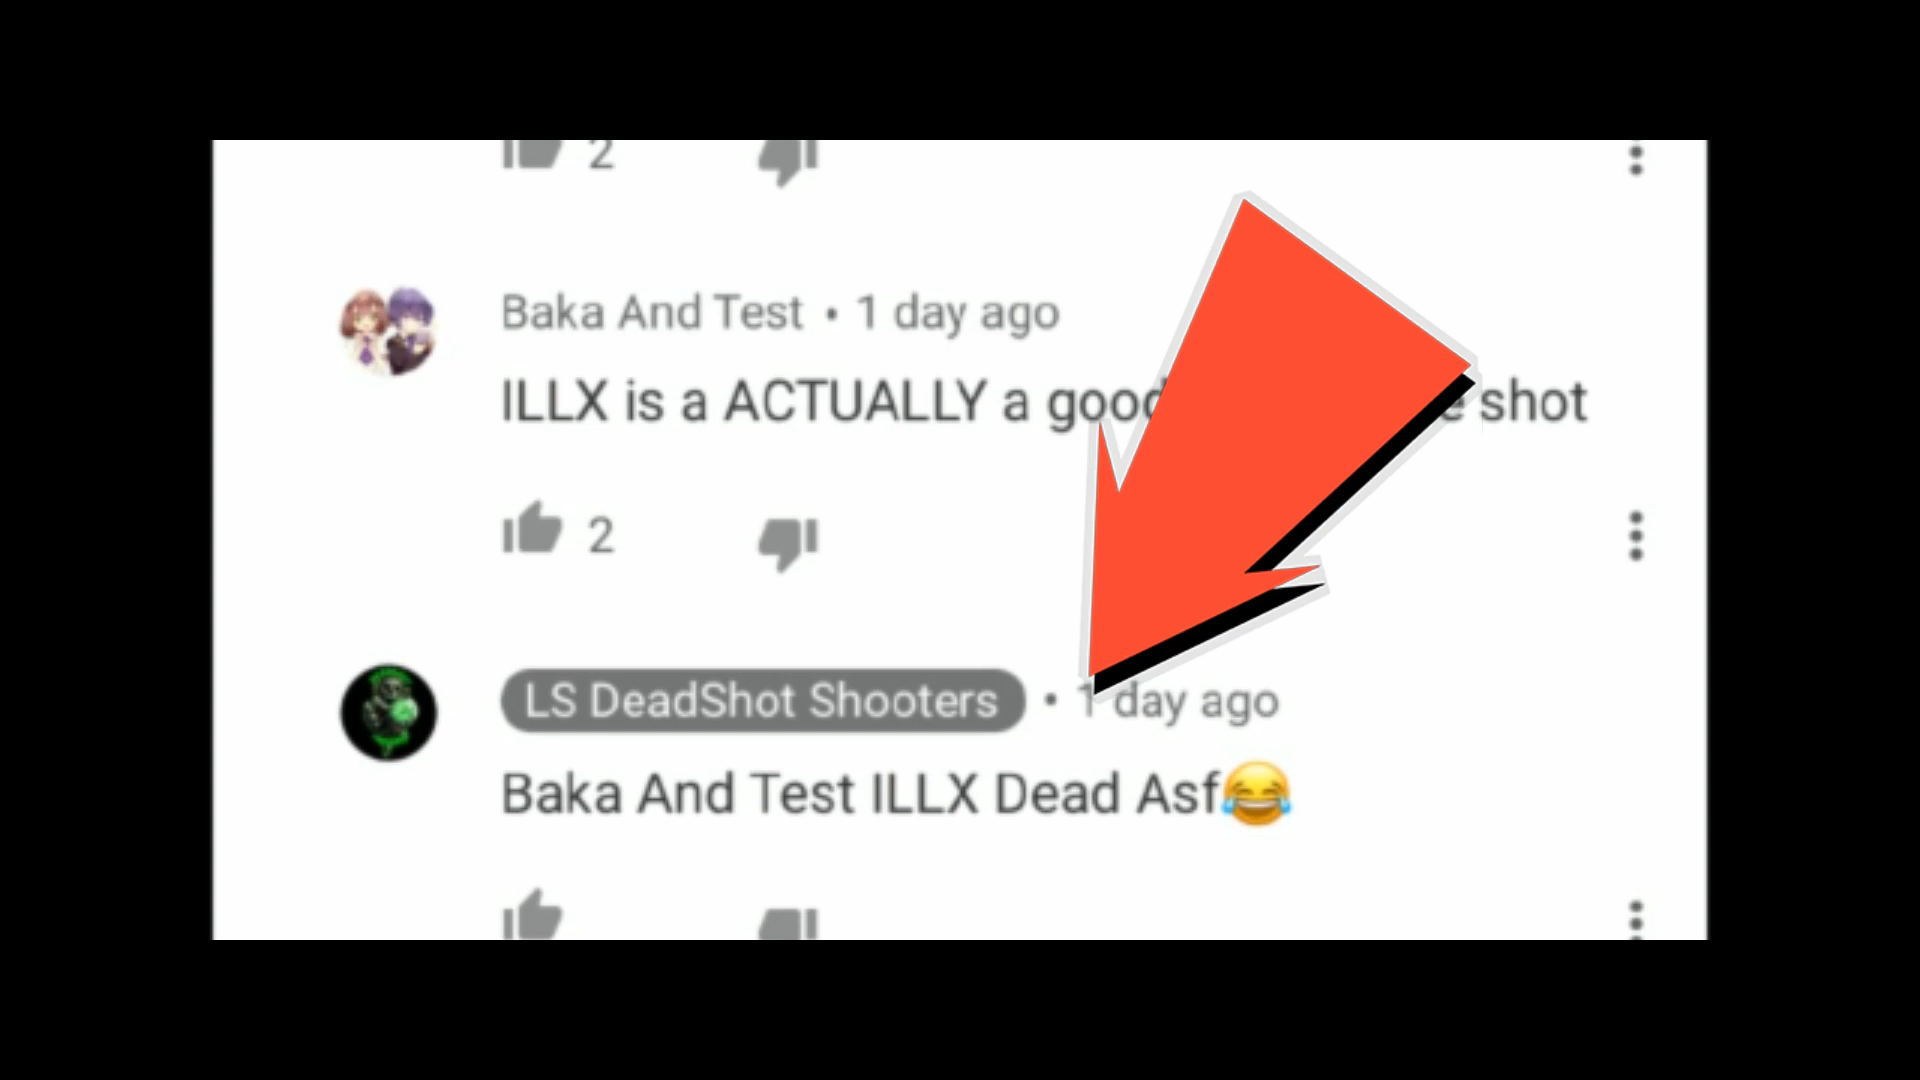 2
Baka And Test • 1 day ago
ILLX is a ACTUALLY a good shot
2
LS DeadShot Shooters • 1 day ago
Baka And Test ILLX Dead Asf😂